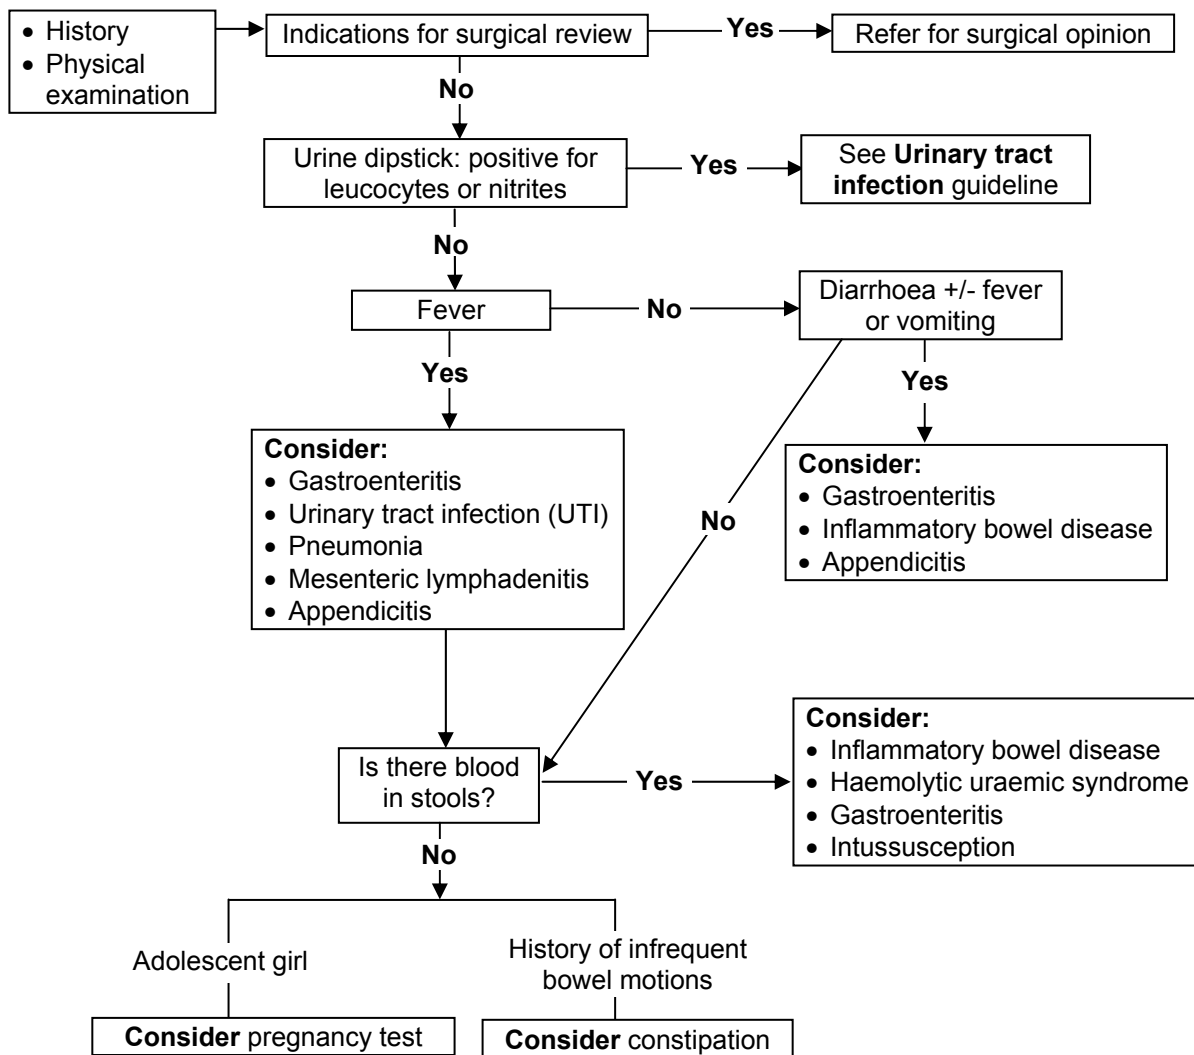 • History
• Physical
examination
Indications for surgical review
Yes
Refer for surgical opinion
No
Urine dipstick: positive for
leucocytes or nitrites
Yes
See Urinary tract
infection guideline
No
Fever
No
Diarrhoea +/- fever
or vomiting
Yes
Yes
Consider:
• Gastroenteritis
• Urinary tract infection (UTI)
• Pneumonia
• Mesenteric lymphadenitis
• Appendicitis
Consider:
• Gastroenteritis
• Inflammatory bowel disease
• Appendicitis
No
Is there blood
in stools?
Yes
Consider:
• Inflammatory bowel disease
• Haemolytic uraemic syndrome
• Gastroenteritis
• Intussusception
No
Adolescent girl
History of infrequent
bowel motions
Consider pregnancy test
Consider constipation